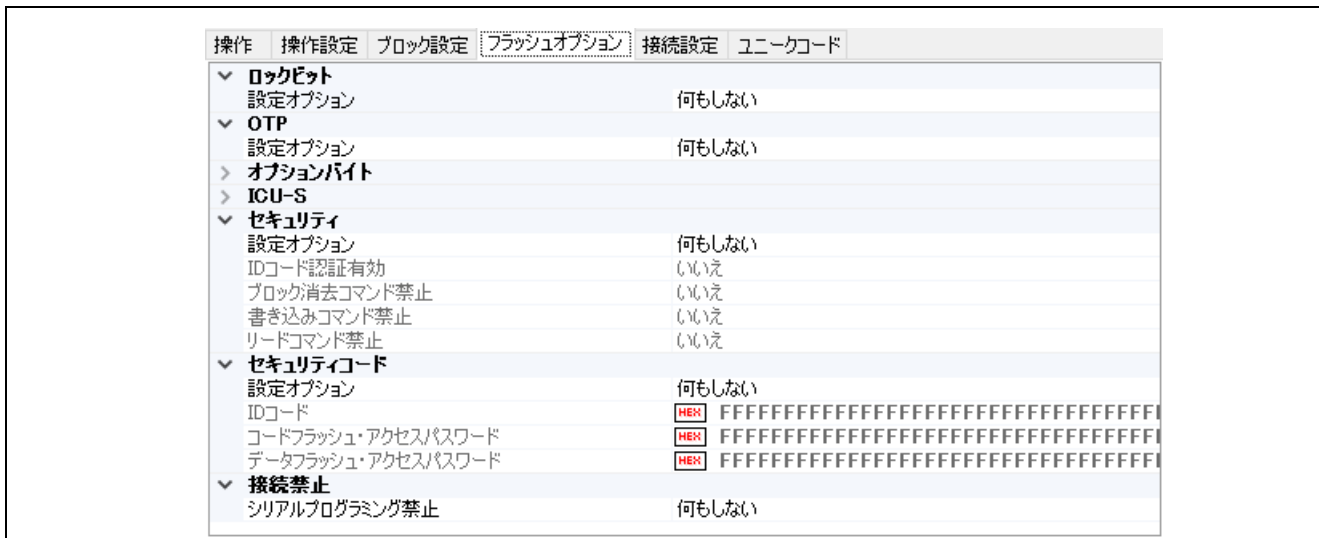 操作 操作設定 ブロック設定 フラッシュオプション 接続設定 ユニークコード
ロックビット
設定オプション 何もしない
OTP
設定オプション 何もしない
オプションバイト
ICU-S
セキュリティ
設定オプション 何もしない
IDコード認証有効 いいえ
ブロック消去コマンド禁止 いいえ
書き込みコマンド禁止 いいえ
リードコマンド禁止 いいえ
セキュリティコード
設定オプション 何もしない
IDコード HEX FFFFFFFFFFFFFFFFFFFFFFFFFFFFFFF
コードフラッシュ・アクセスパスワード HEX FFFFFFFFFFFFFFFFFFFFFFFFFFFFFFF
データフラッシュ・アクセスパスワード HEX FFFFFFFFFFFFFFFFFFFFFFFFFFFFFFF
接続禁止
シリアルプログラミング禁止 何もしない